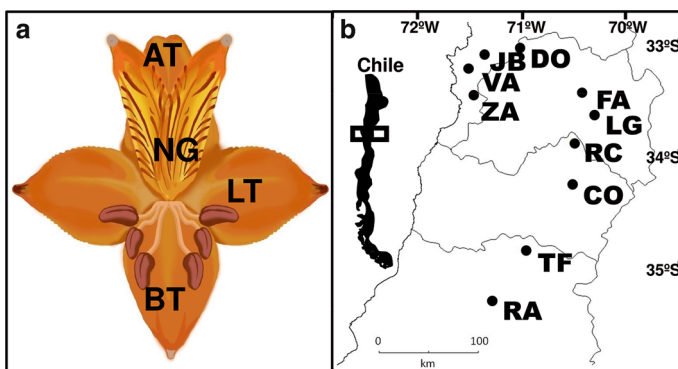 a
AT
NG
LT
BT
b
72º
71ºW
70ºW
33ºS
Chile
JB
DO
VA
ZA
FA
LG
34ºS
RC
CO
35ºS
TF
RA
0 100
km